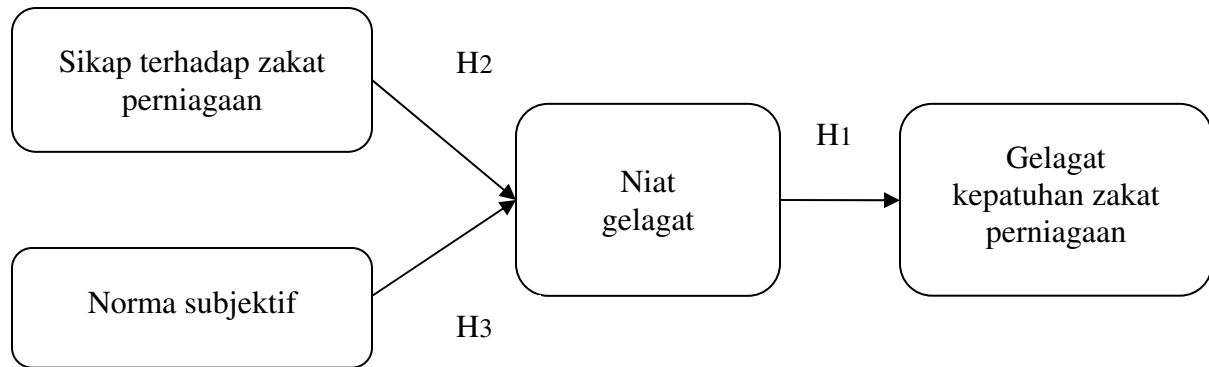 Sikap terhadap zakat
perniagaan
H2
Niat
gelagat
H1
Gelagat
kepatuhan zakat
perniagaan
Norma subjektif
H3